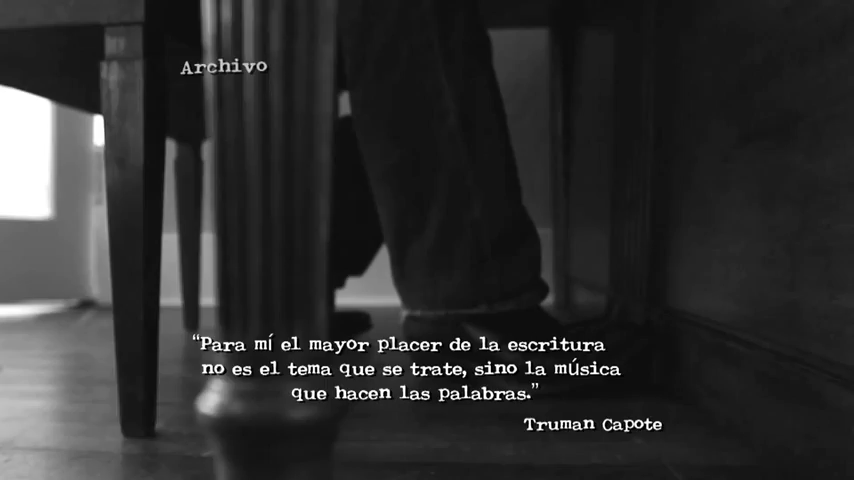 Archivo
“Para mí el mayor placer de la escritura
no es el tema que se trate, sino la música
que hacen las palabras.”
Truman Capote